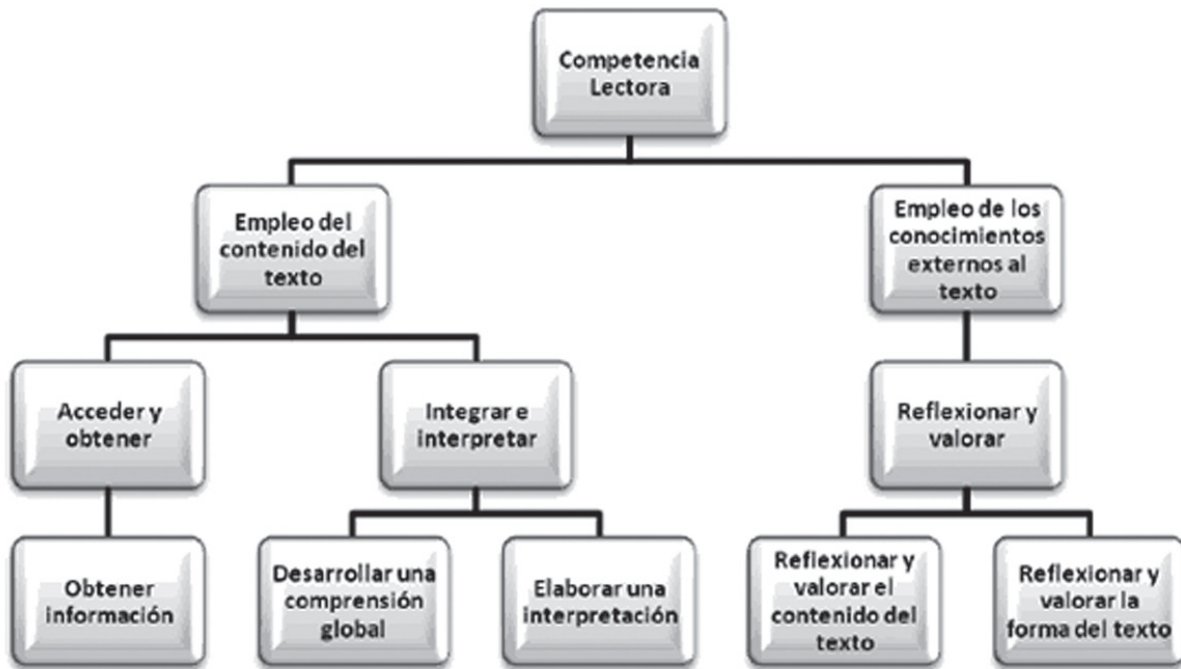 Competencia
Lectora
Empleo del
contenido del
texto
Empleo de los
conocimientos
externos al
texto
Acceder y
obtener
Integrar e
interpretar
Reflexionar y
valorar
Obtener
información
Desarrollar una
comprensión
global
Elaborar una
interpretación
Reflexionar y
valorar el
contenido del
texto
Reflexionar y
valorar la
forma del texto